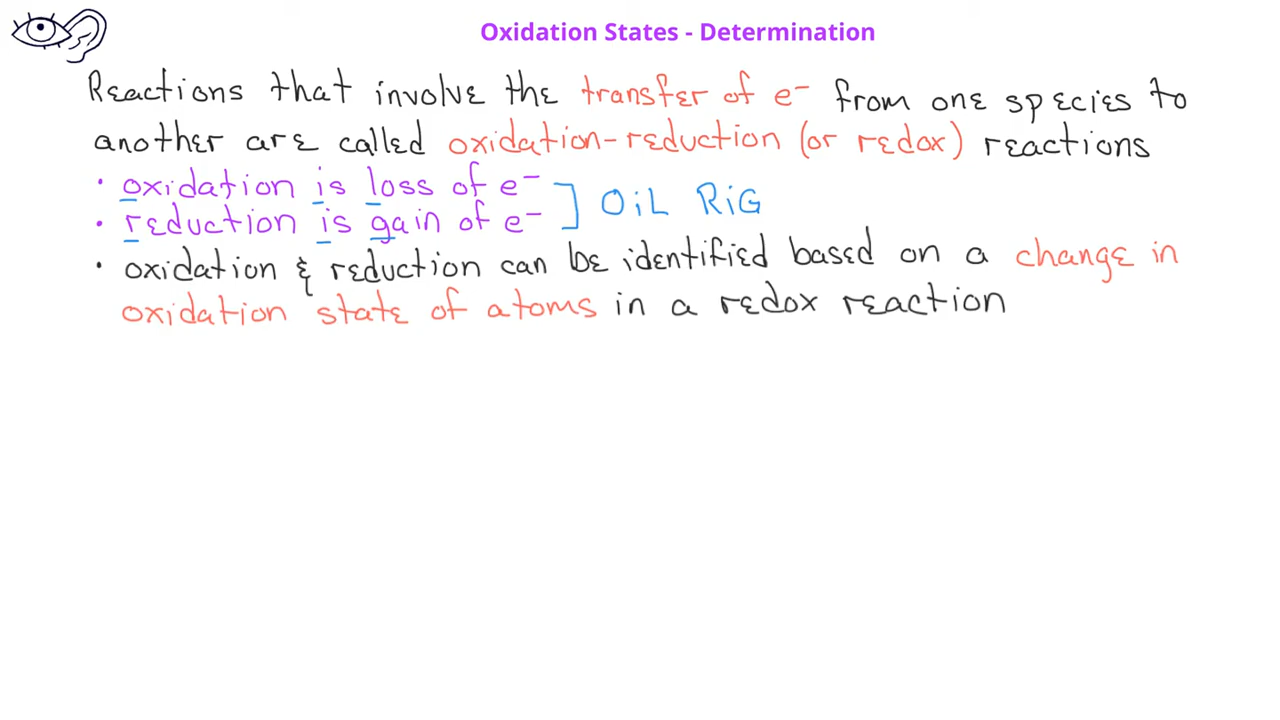 Oxidation States - Determination
Reactions that involve the transfer of e⁻ from one species to
another are called oxidation-reduction (or redox) reactions
• oxidation is loss of e⁻
• reduction is gain of e⁻ ] OiL RiG
• oxidation & reduction can be identified based on a change in
oxidation state of atoms in a redox reaction